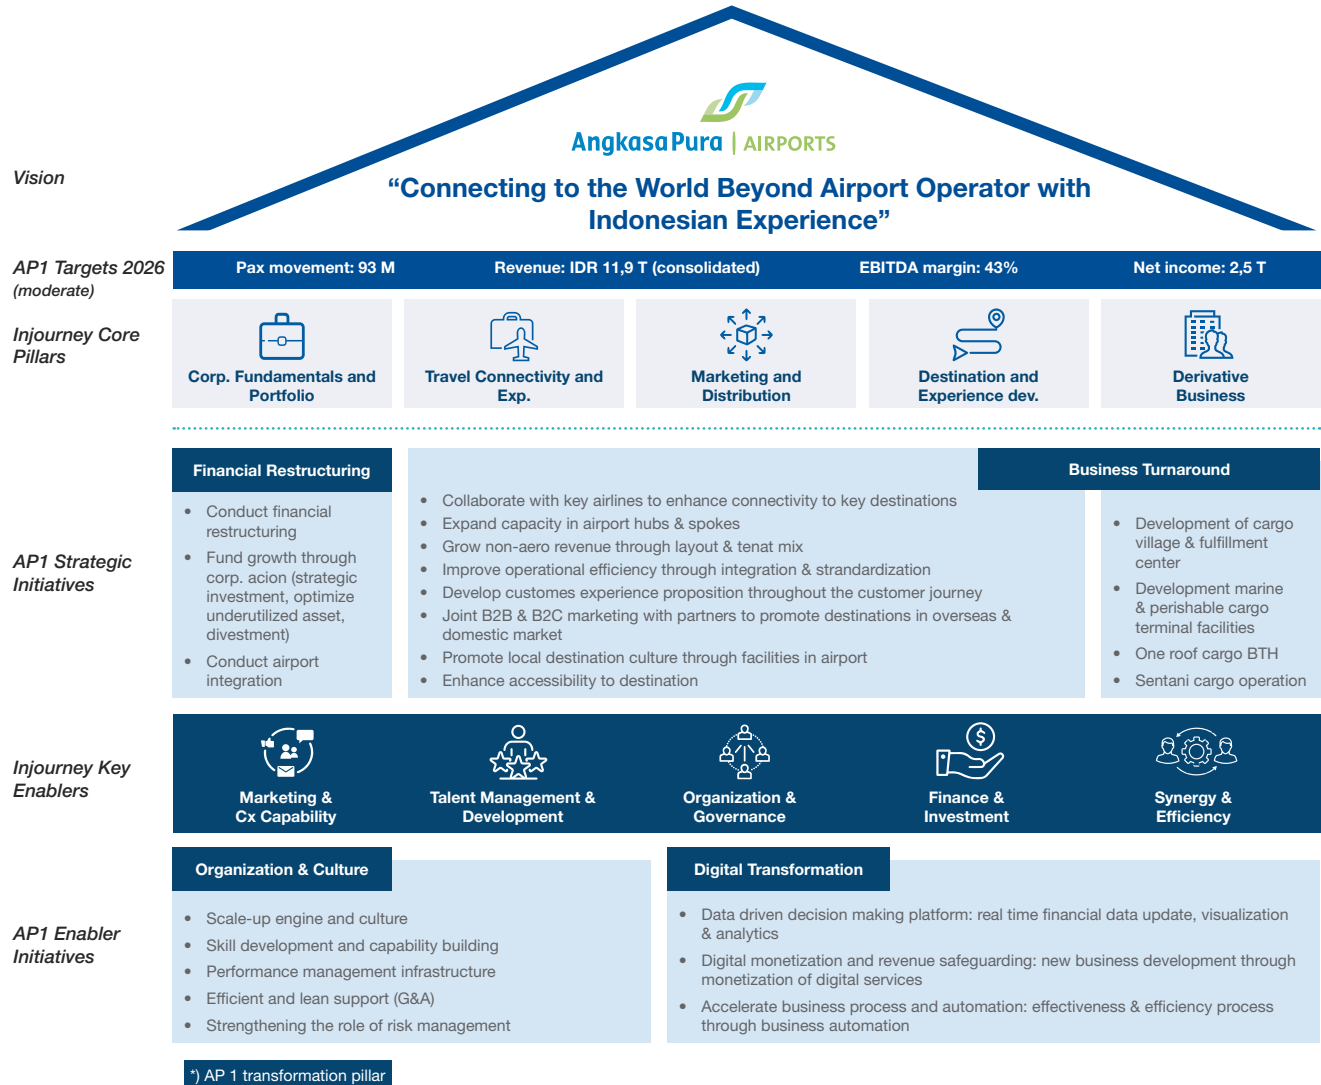 AngkasaPura | AIRPORTS
Vision
“Connecting to the World Beyond Airport Operator with
Indonesian Experience”
AP1 Targets 2026
(moderate)
Pax movement: 93 M
Revenue: IDR 11,9 T (consolidated)
EBITDA margin: 43%
Net income: 2,5 T
Injourney Core
Pillars
Corp. Fundamentals and
Portfolio
Travel Connectivity and
Exp.
Marketing and
Distribution
Destination and
Experience dev.
Derivative
Business
AP1 Strategic
Initiatives
Financial Restructuring
• Conduct financial
restructuring
• Fund growth through
corp. acion (strategic
investment, optimize
underutilized asset,
divestment)
• Conduct airport
integration
Business Turnaround
• Collaborate with key airlines to enhance connectivity to key destinations
• Expand capacity in airport hubs & spokes
• Grow non-aero revenue through layout & tenat mix
• Improve operational efficiency through integration & strandardization
• Develop customes experience proposition throughout the customer journey
• Joint B2B & B2C marketing with partners to promote destinations in overseas &
domestic market
• Promote local destination culture through facilities in airport
• Enhance accessibility to destination
• Development of cargo
village & fulfillment
center
• Development marine
& perishable cargo
terminal facilities
• One roof cargo BTH
• Sentani cargo operation
Injourney Key
Enablers
Marketing &
Cx Capability
Talent Management &
Development
Organization &
Governance
Finance &
Investment
Synergy &
Efficiency
AP1 Enabler
Initiatives
Organization & Culture
• Scale-up engine and culture
• Skill development and capability building
• Performance management infrastructure
• Efficient and lean support (G&A)
• Strengthening the role of risk management
Digital Transformation
• Data driven decision making platform: real time financial data update, visualization
& analytics
• Digital monetization and revenue safeguarding: new business development through
monetization of digital services
• Accelerate business process and automation: effectiveness & efficiency process
through business automation
*) AP 1 transformation pillar